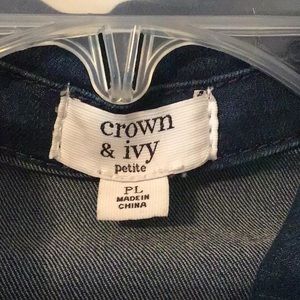 crown
& ivy
petite
PL
MADE IN
CHINA